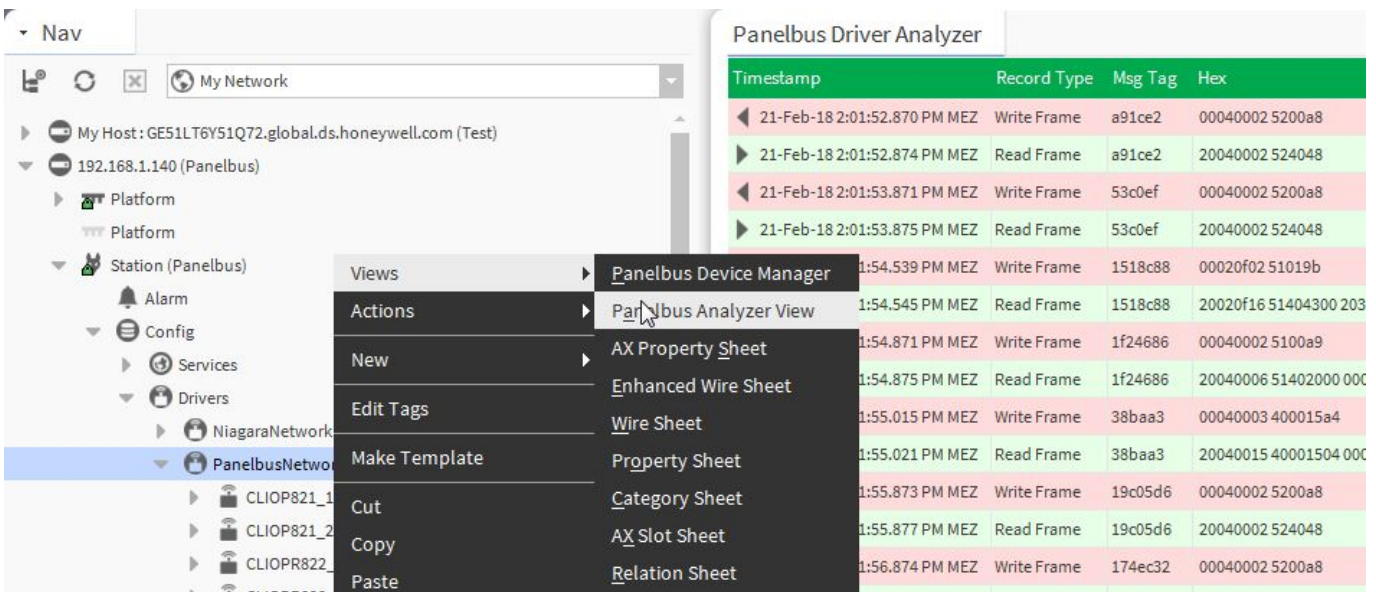 Nav
My Network
My Host : GE51LT6Y51Q72.global.ds.honeywell.com (Test)
192.168.1.140 (Panelbus)
Platform
Platform
Station (Panelbus)
Alarm
Config
Services
Drivers
NiagaraNetwork
PanelbusNetwor
CLIOP821_1
CLIOP821_2
CLIOPR822_
Views
Actions
New
Edit Tags
Make Template
Cut
Copy
Paste
Panelbus Device Manager
Panelbus Analyzer View
AX Property Sheet
Enhanced Wire Sheet
Wire Sheet
Property Sheet
Category Sheet
AX Slot Sheet
Relation Sheet
Panelbus Driver Analyzer
Timestamp Record Type Msg Tag Hex
21-Feb-18 2:01:52.870 PM MEZ Write Frame a91ce2 00040002 5200a8
21-Feb-18 2:01:52.874 PM MEZ Read Frame a91ce2 20040002 524048
21-Feb-18 2:01:53.871 PM MEZ Write Frame 53c0ef 00040002 5200a8
21-Feb-18 2:01:53.875 PM MEZ Read Frame 53c0ef 20040002 524048
1:54.539 PM MEZ Write Frame 1518c88 00020f02 51019b
1:54.545 PM MEZ Read Frame 1518c88 20020f16 51404300 203
1:54.871 PM MEZ Write Frame 1f24686 00040002 5100a9
1:54.875 PM MEZ Read Frame 1f24686 20040006 51402000 000
1:55.015 PM MEZ Write Frame 38baa3 00040003 400015a4
1:55.021 PM MEZ Read Frame 38baa3 20040015 40001504 000
1:55.873 PM MEZ Write Frame 19c05d6 00040002 5200a8
1:55.877 PM MEZ Read Frame 19c05d6 20040002 524048
1:56.874 PM MEZ Write Frame 174ec32 00040002 5200a8